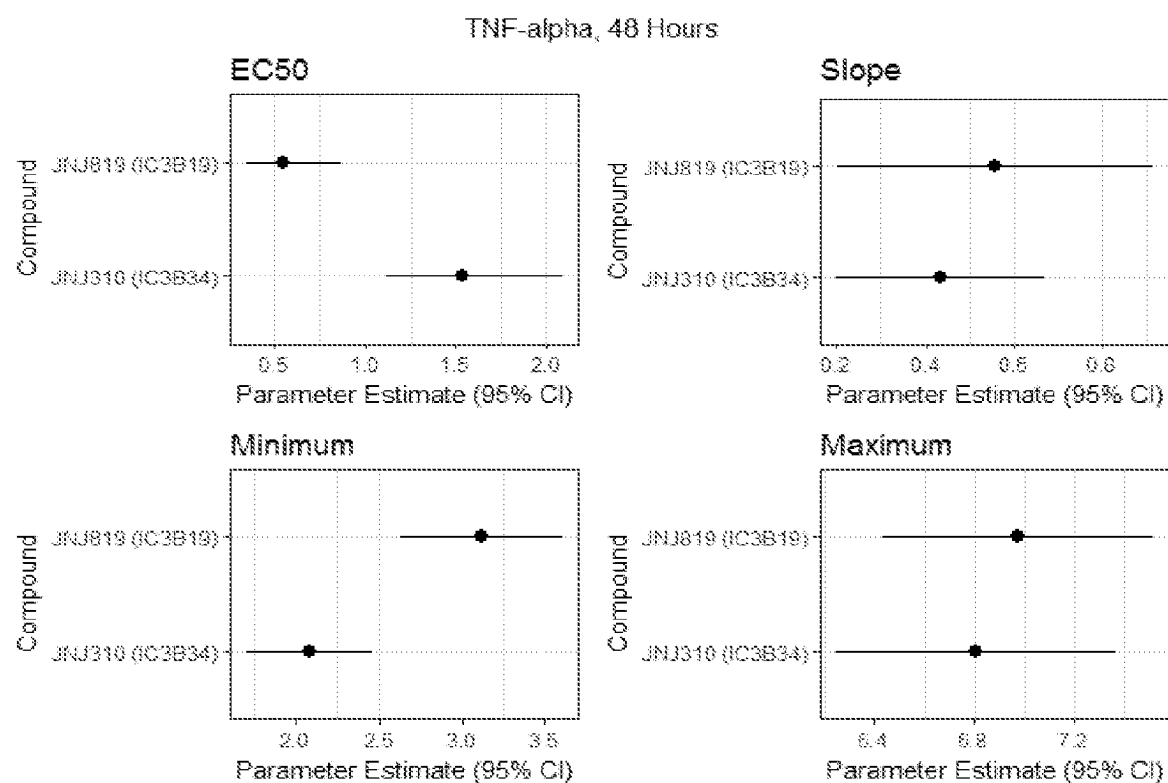 TNF-alpha, 48 Hours
EC50
Compound
JNJ819 (IC3B19)
JNJ310 (IC3B34)
0.5 1.0 1.5 2.0
Parameter Estimate (95% CI)
Slope
Compound
JNJ819 (IC3B19)
JNJ310 (IC3B34)
0.2 0.4 0.6 0.8
Parameter Estimate (95% CI)
Minimum
Compound
JNJ819 (IC3B19)
JNJ310 (IC3B34)
2.0 2.5 3.0 3.5
Parameter Estimate (95% CI)
Maximum
Compound
JNJ819 (IC3B19)
JNJ310 (IC3B34)
6.4 6.8 7.2
Parameter Estimate (95% CI)